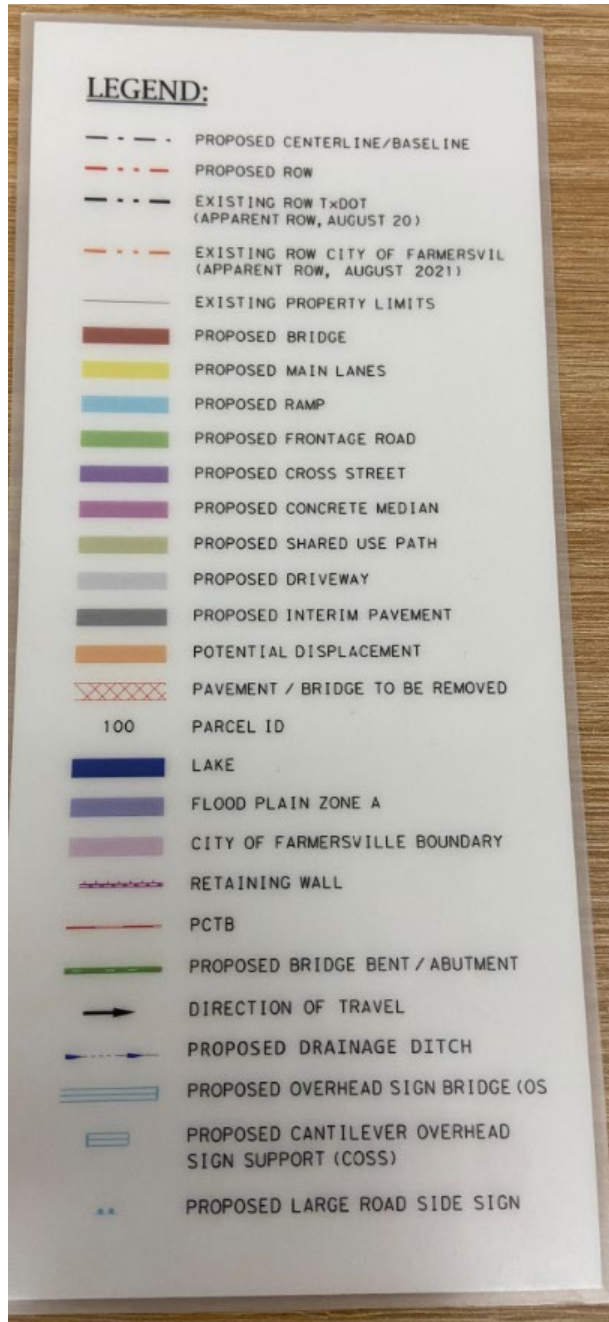 LEGEND:
PROPOSED CENTERLINE/BASELINE
PROPOSED ROW
EXISTING ROW TxDOT
(APPARENT ROW, AUGUST 20)
EXISTING ROW CITY OF FARMERSVIL
(APPARENT ROW, AUGUST 2021)
EXISTING PROPERTY LIMITS
PROPOSED BRIDGE
PROPOSED MAIN LANES
PROPOSED RAMP
PROPOSED FRONTAGE ROAD
PROPOSED CROSS STREET
PROPOSED CONCRETE MEDIAN
PROPOSED SHARED USE PATH
PROPOSED DRIVEWAY
PROPOSED INTERIM PAVEMENT
POTENTIAL DISPLACEMENT
PAVEMENT / BRIDGE TO BE REMOVED
100 PARCEL ID
LAKE
FLOOD PLAIN ZONE A
CITY OF FARMERSVILLE BOUNDARY
RETAINING WALL
PCTB
PROPOSED BRIDGE BENT / ABUTMENT
DIRECTION OF TRAVEL
PROPOSED DRAINAGE DITCH
PROPOSED OVERHEAD SIGN BRIDGE (OS
PROPOSED CANTILEVER OVERHEAD
SIGN SUPPORT (COSS)
PROPOSED LARGE ROAD SIDE SIGN